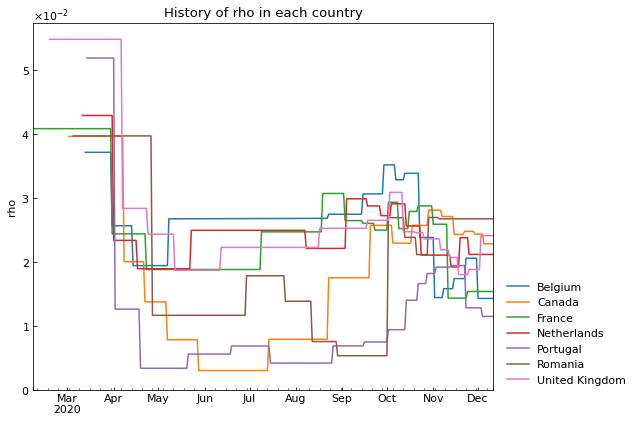 History of rho in each country
×10⁻²
5
4
3
2
1
0
rho
Mar Apr May Jun Jul Aug Sep Oct Nov Dec
2020
Belgium
Canada
France
Netherlands
Portugal
Romania
United Kingdom